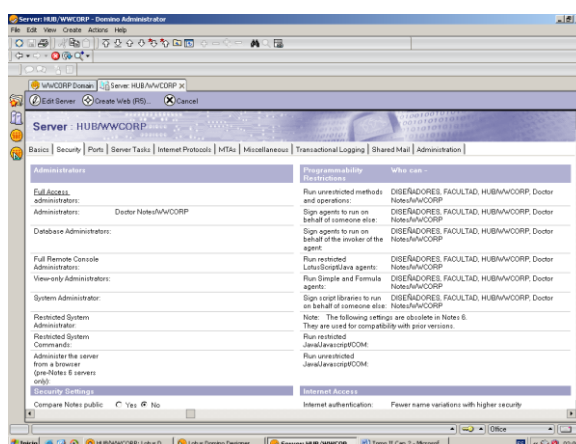 Server: HUB/WWCORP - Domino Administrator
File Edit View Create Actions Help
WWCORP Domain Server: HUB/WWCORP
Edit Server Create Web (R5)... Cancel
Server : HUB/WWCORP
Basics Security Ports Server Tasks Internet Protocols MTAs Miscellaneous Transactional Logging Shared Mail Administration
Administrators
Full Access
administrators:
Administrators: Doctor Notes/WWCORP
Database Administrators:
Full Remote Console
Administrators:
View-only Administrators:
System Administrator:
Restricted System
Administrator:
Restricted System
Commands:
Administer the server
from a browser
(pre-Notes 6 servers
only):
Security Settings
Compare Notes public Yes No
Programmability
Restrictions
Who can -
Run unrestricted methods
and operations:
DISEÑADORES, FACULTAD, HUB/WWCORP, Doctor
Notes/WWCORP
Sign agents to run on
behalf of someone else:
DISEÑADORES, FACULTAD, HUB/WWCORP, Doctor
Notes/WWCORP
Sign agents to run on
behalf of the invoker of the
agent:
DISEÑADORES, FACULTAD, HUB/WWCORP, Doctor
Notes/WWCORP
Run restricted
LotusScript/Java agents:
DISEÑADORES, FACULTAD, HUB/WWCORP, Doctor
Notes/WWCORP
Run Simple and Formula
agents:
DISEÑADORES, FACULTAD, HUB/WWCORP, Doctor
Notes/WWCORP
Sign script libraries to run
on behalf of someone else:
DISEÑADORES, FACULTAD, HUB/WWCORP, Doctor
Notes/WWCORP
Note: The following settings are obsolete in Notes 6.
They are used for compatibility with prior versions.
Run restricted
Java/Javascript/COM:
Run unrestricted
Java/Javascript/COM:
Internet Access
Internet authentication: Fewer name variations with higher security
Office
Inicio